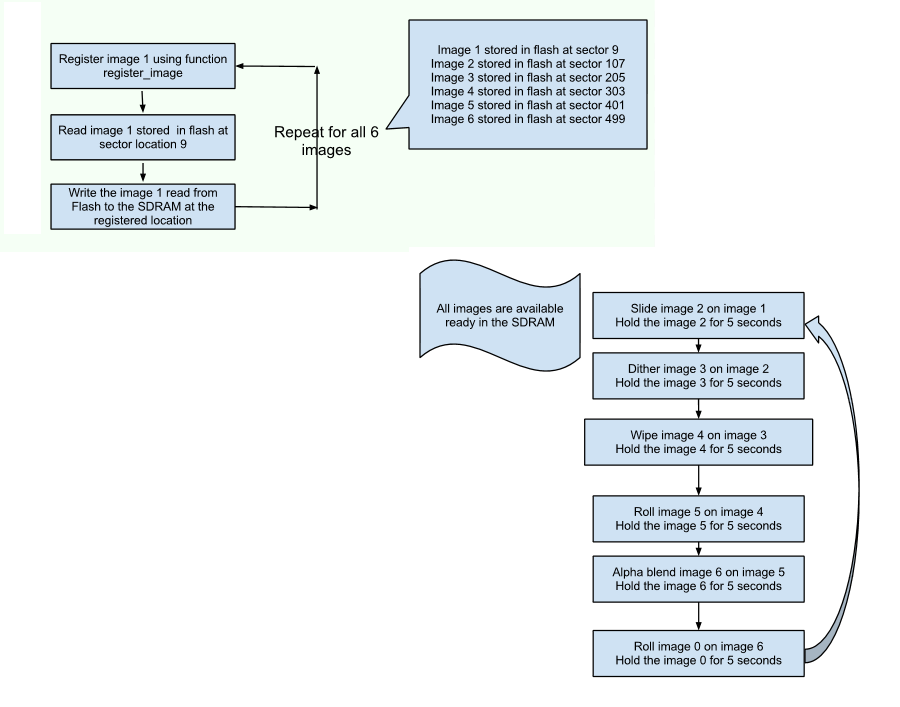 Register image 1 using function
register_image
Read image 1 stored in flash at
sector location 9
Write the image 1 read from
Flash to the SDRAM at the
registered location
Repeat for all 6
images
Image 1 stored in flash at sector 9
Image 2 stored in flash at sector 107
Image 3 stored in flash at sector 205
Image 4 stored in flash at sector 303
Image 5 stored in flash at sector 401
Image 6 stored in flash at sector 499
All images are available
ready in the SDRAM
Slide image 2 on image 1
Hold the image 2 for 5 seconds
Dither image 3 on image 2
Hold the image 3 for 5 seconds
Wipe image 4 on image 3
Hold the image 4 for 5 seconds
Roll image 5 on image 4
Hold the image 5 for 5 seconds
Alpha blend image 6 on image 5
Hold the image 6 for 5 seconds
Roll image 0 on image 6
Hold the image 0 for 5 seconds